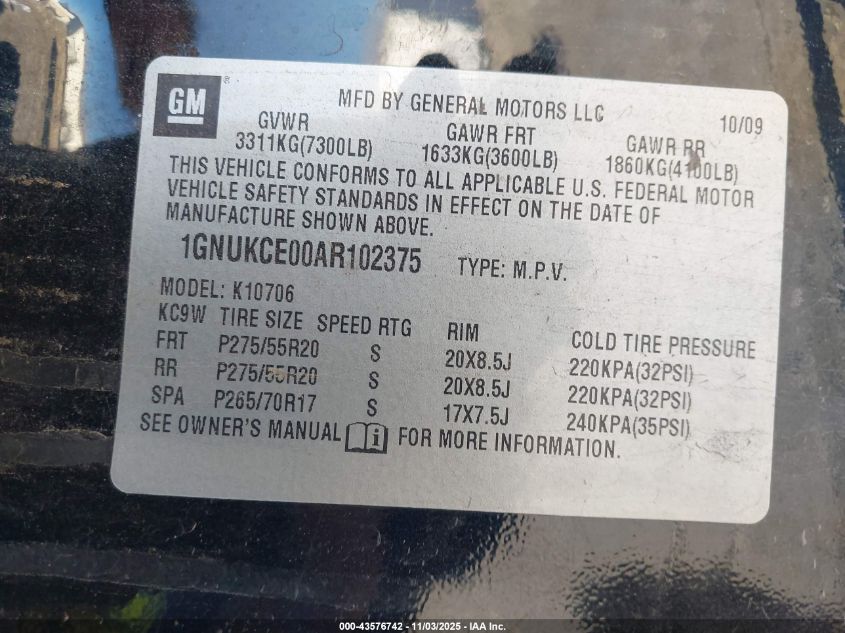 GM ® MFD BY GENERAL MOTORS LLC 10/09
GVWR GAWR FRT GAWR RR
3311KG(7300LB) 1633KG(3600LB) 1860KG(4100LB)
THIS VEHICLE CONFORMS TO ALL APPLICABLE U.S. FEDERAL MOTOR
VEHICLE SAFETY STANDARDS IN EFFECT ON THE DATE OF
MANUFACTURE SHOWN ABOVE.
1GNUKCE00AR102375 TYPE: M.P.V.
MODEL: K10706
KC9W TIRE SIZE SPEED RTG RIM COLD TIRE PRESSURE
FRT P275/55R20 S 20X8.5J 220KPA(32PSI)
RR P275/55R20 S 20X8.5J 220KPA(32PSI)
SPA P265/70R17 S 17X7.5J 240KPA(35PSI)
SEE OWNER'S MANUAL i FOR MORE INFORMATION.
000-43576742 - 11/03/2025 - IAA Inc.